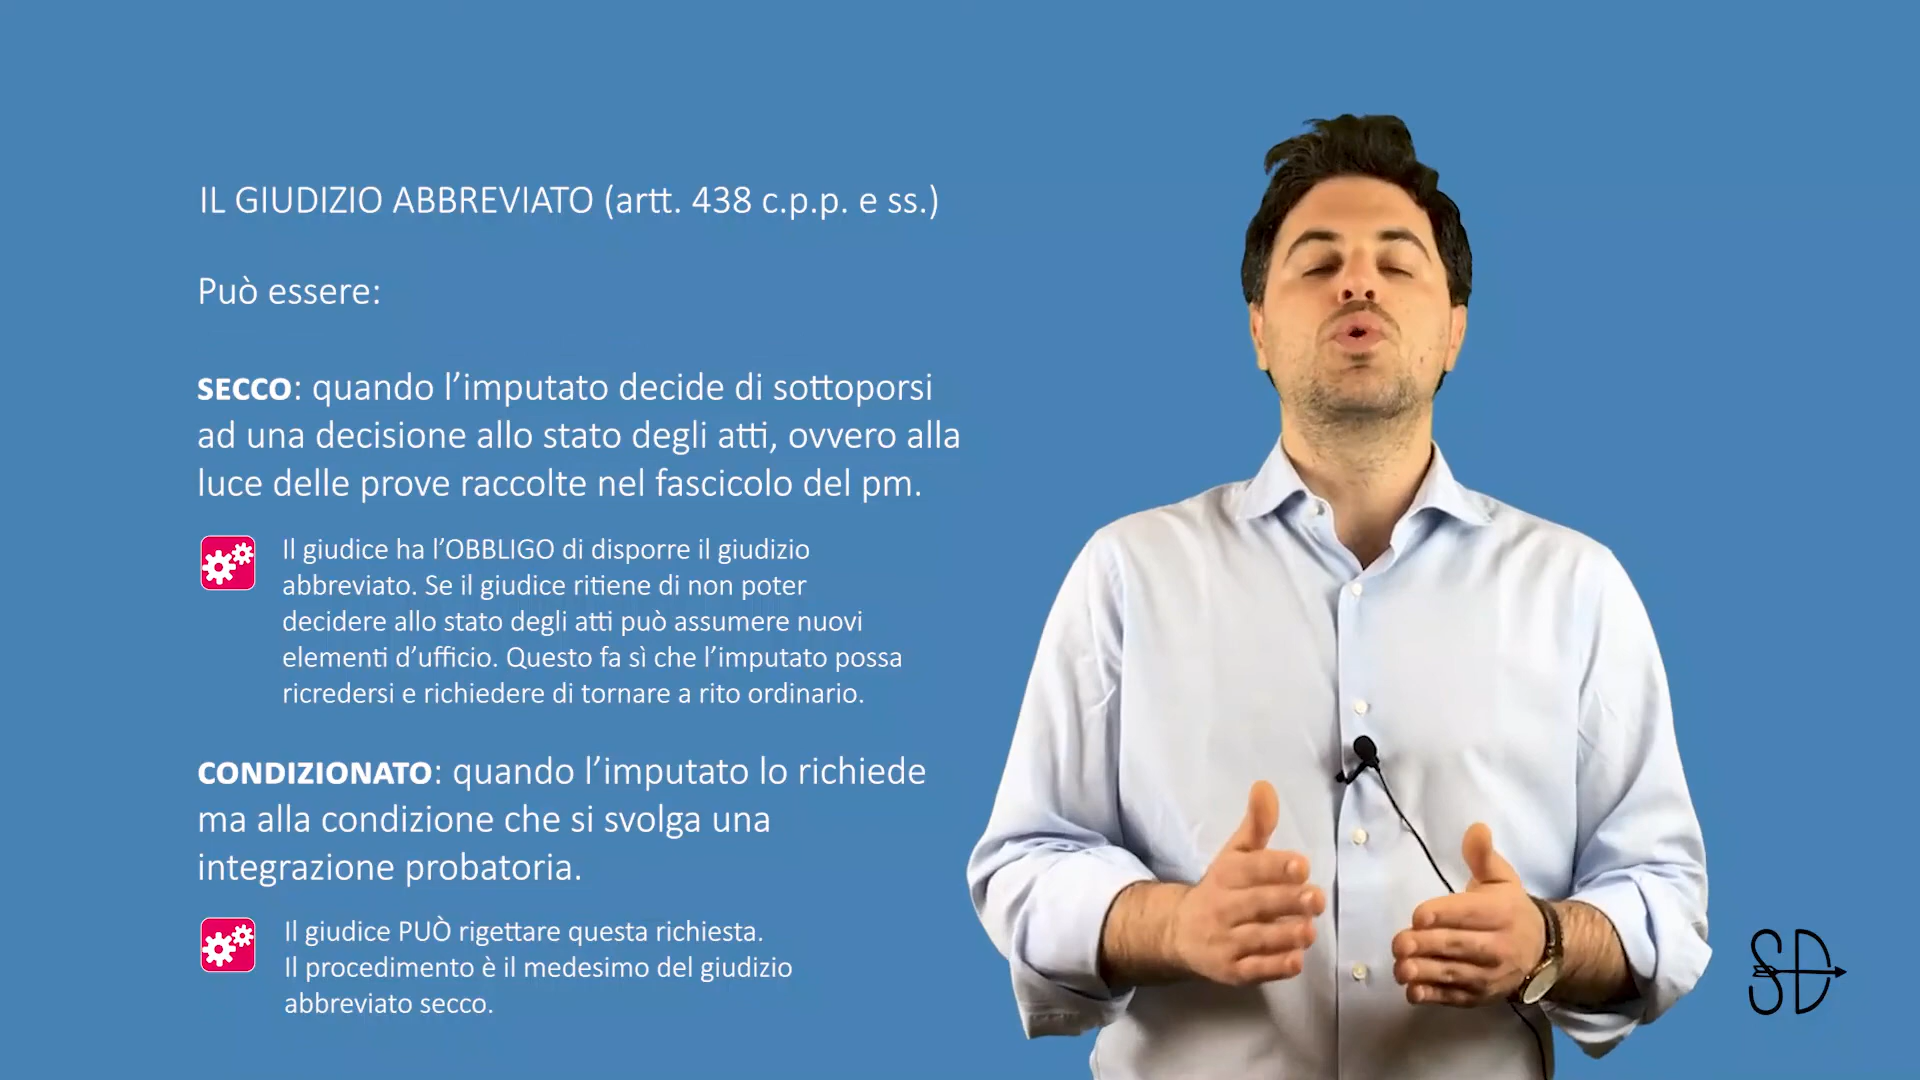 IL GIUDIZIO ABBREVIATO (artt. 438 c.p.p. e ss.)
Può essere:
SECCO: quando l’imputato decide di sottoporsi
ad una decisione allo stato degli atti, ovvero alla
luce delle prove raccolte nel fascicolo del pm.
Il giudice ha l’OBBLIGO di disporre il giudizio
abbreviato. Se il giudice ritiene di non poter
decidere allo stato degli atti può assumere nuovi
elementi d’ufficio. Questo fa sì che l’imputato possa
ricredersi e richiedere di tornare a rito ordinario.
CONDIZIONATO: quando l’imputato lo richiede
ma alla condizione che si svolga una
integrazione probatoria.
Il giudice PUÒ rigettare questa richiesta.
Il procedimento è il medesimo del giudizio
abbreviato secco.
SD